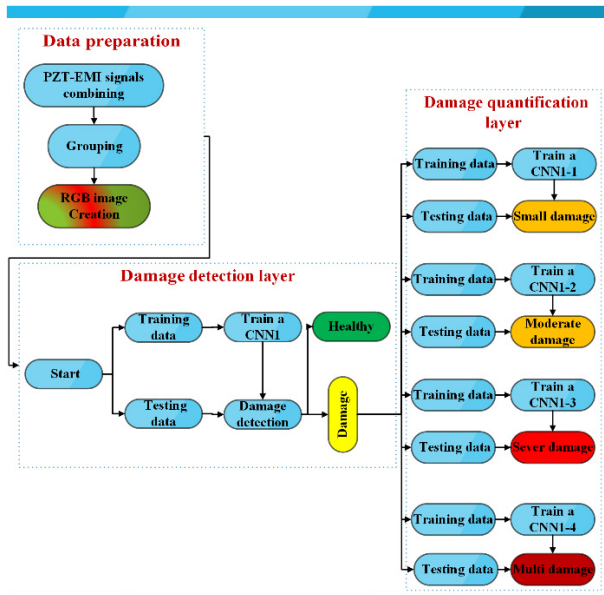 Data preparation
PZT-EMI signals
combining
Grouping
RGB image
Creation
Damage detection layer
Start
Training
data
Train a
CNN1
Healthy
Testing
data
Damage
detection
Damage
Damage quantification
layer
Training data
Train a
CNN1-1
Testing data
Small damage
Training data
Train a
CNN1-2
Testing data
Moderate
damage
Training data
Train a
CNN1-3
Testing data
Sever damage
Training data
Train a
CNN1-4
Testing data
Multi damage